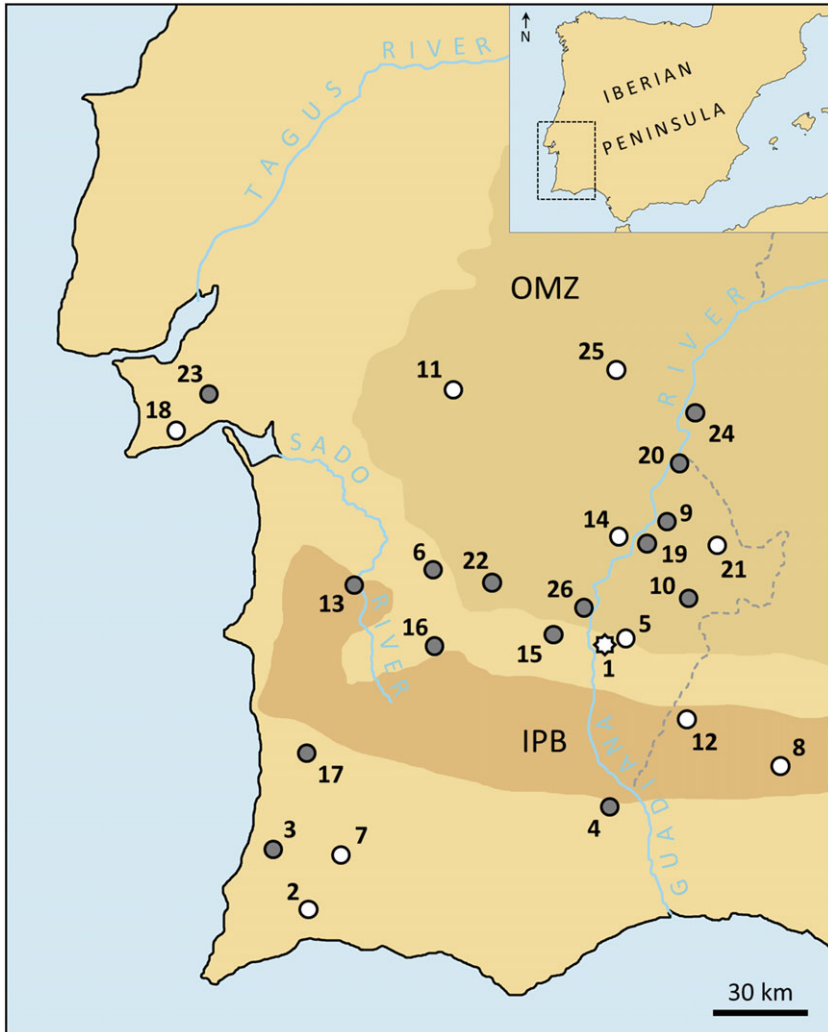 N
IBERIAN
PENINSULA
TAGUS RIVER
OMZ
RIVER
25
11
23
18
24
SADO
20
9
14
6
22
19
21
13
10
26
RIVER
16
5
15
1
IPB
12
8
GUADIANA
17
4
3
7
2
30 km